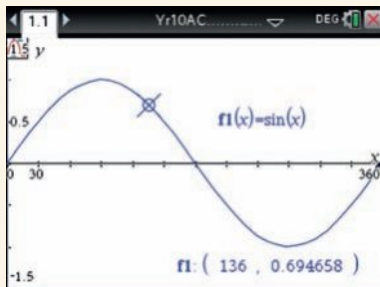 1.1 Yr10AC............ DEG
1.5 y
0.5
f1(x)=sin(x)
x
0 30 360
f1: ( 136 , 0.694658 )
-1.5